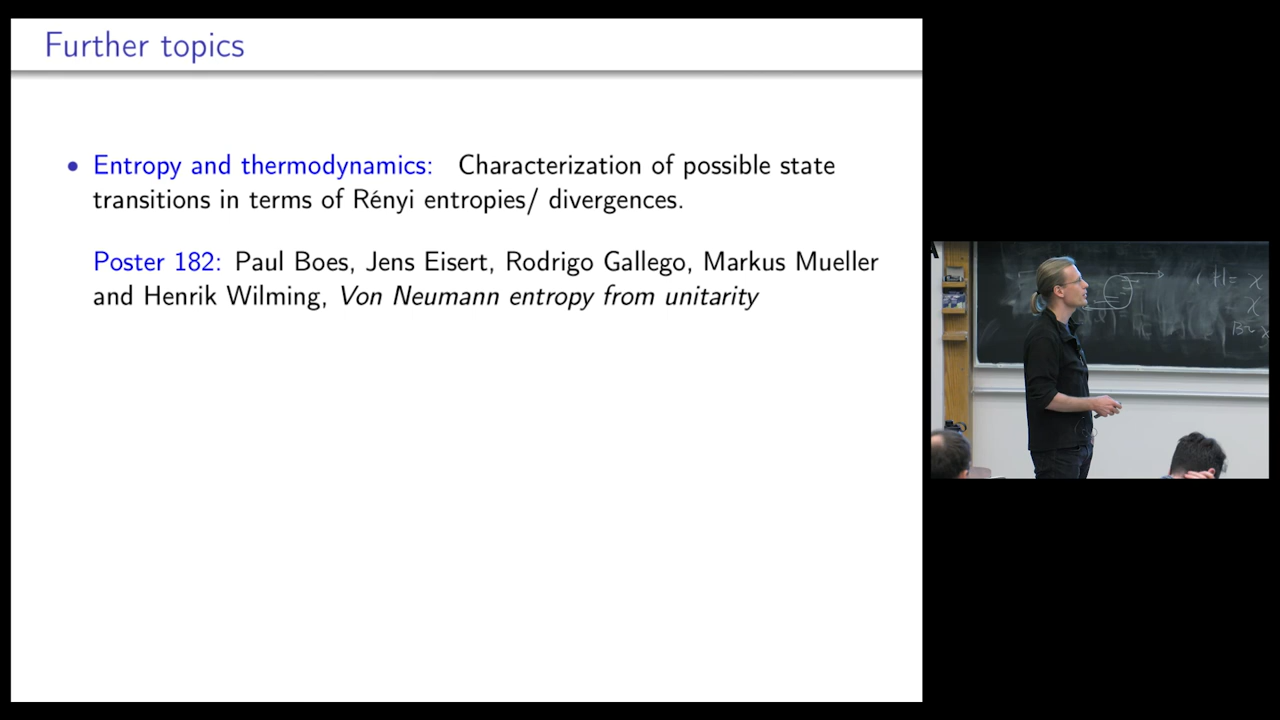 Further topics
• Entropy and thermodynamics: Characterization of possible state
transitions in terms of Rényi entropies/ divergences.
Poster 182: Paul Boes, Jens Eisert, Rodrigo Gallego, Markus Mueller
and Henrik Wilming, Von Neumann entropy from unitarity
H = X
X